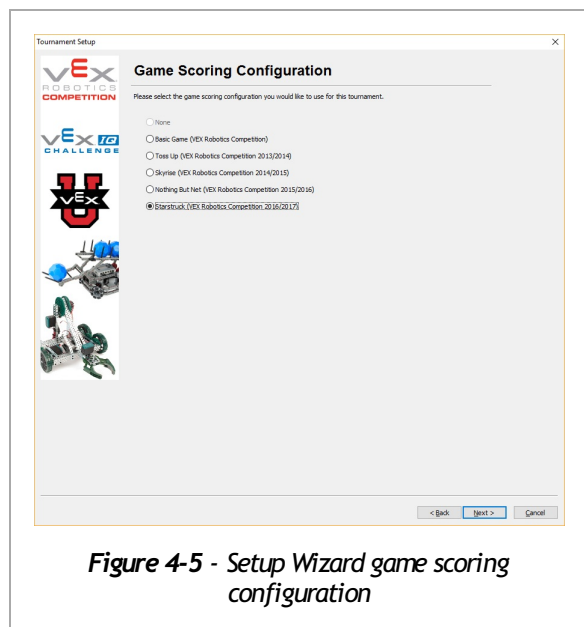 Tournament Setup
VEX
ROBOTICS
COMPETITION
Game Scoring Configuration
Please select the game scoring configuration you would like to use for this tournament.
None
Basic Game (VEX Robotics Competition)
VEX IQ
CHALLENGE
Toss Up (VEX Robotics Competition 2013/2014)
Skyrise (VEX Robotics Competition 2014/2015)
VEX U
Nothing But Net (VEX Robotics Competition 2015/2016)
Starstruck (VEX Robotics Competition 2016/2017)
< Back
Next >
Cancel
Figure 4-5 - Setup Wizard game scoring
configuration